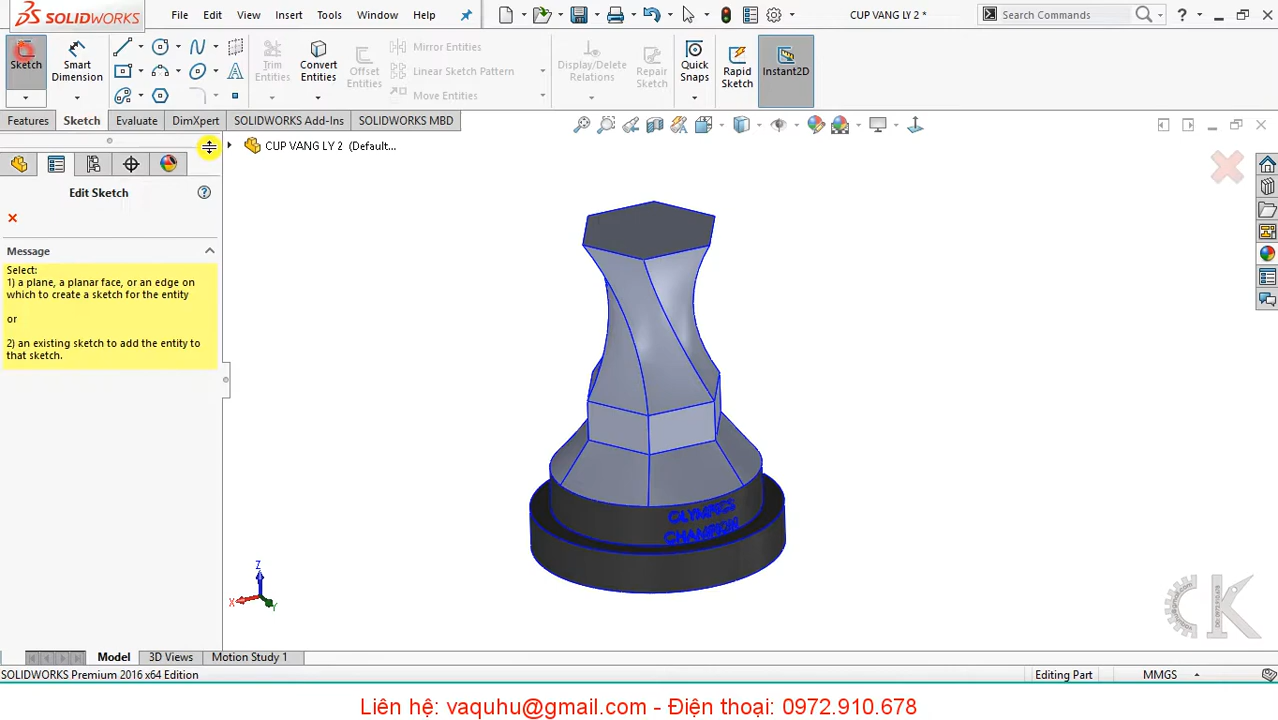 SOLIDWORKS
File Edit View Insert Tools Window Help
CUP VANG LY 2 *
Search Commands
Sketch
Smart Dimension
Trim Entities
Convert Entities
Offset Entities
Mirror Entities
Linear Sketch Pattern
Move Entities
Display/Delete Relations
Repair Sketch
Quick Snaps
Rapid Sketch
Instant2D
Features Sketch Evaluate DimXpert SOLIDWORKS Add-Ins SOLIDWORKS MBD
CUP VANG LY 2 (Default...
Edit Sketch
Message
Select:
1) a plane, a planar face, or an edge on
which to create a sketch for the entity
or
2) an existing sketch to add the entity to
that sketch.
OLYMPICS
CHAMPION
Z
X
Y
Model 3D Views Motion Study 1
SOLIDWORKS Premium 2016 x64 Edition
Editing Part
MMGS
Liên hệ: vaquhu@gmail.com - Điện thoại: 0972.910.678